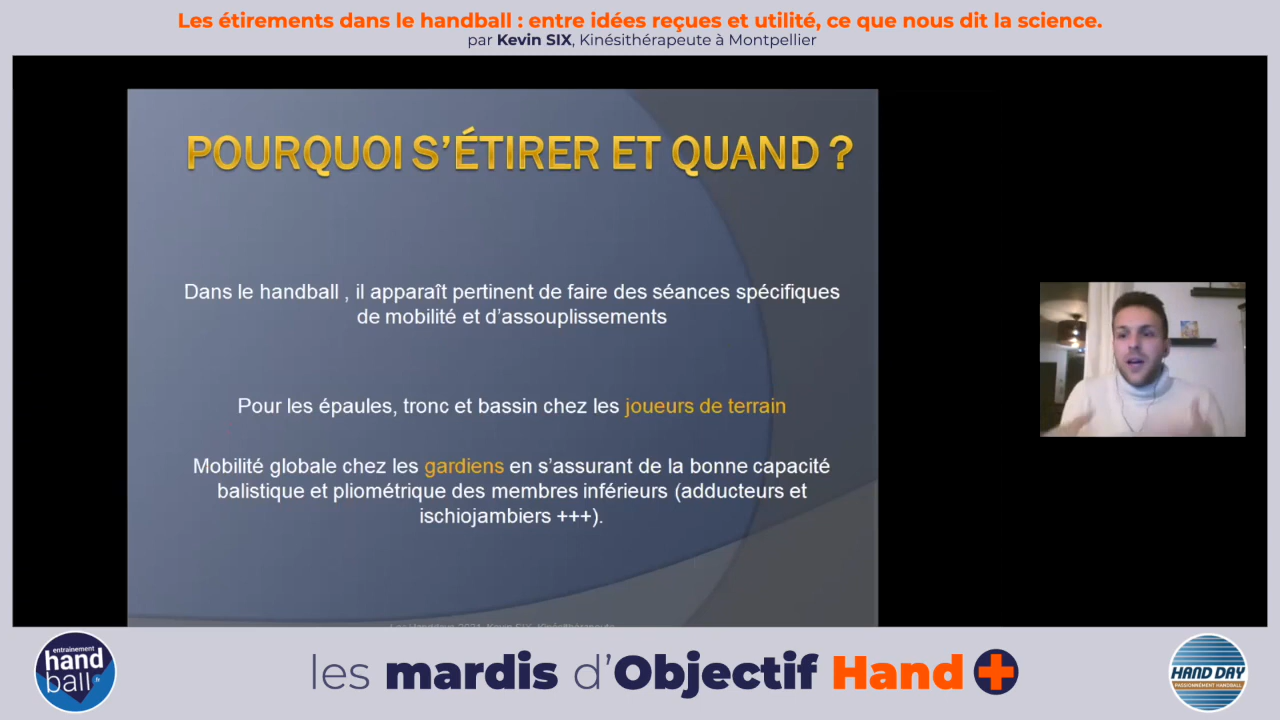 Les étirements dans le handball : entre idées reçues et utilité, ce que nous dit la science.
par Kevin SIX, Kinésithérapeute à Montpellier
POURQUOI S'ÉTIRER ET QUAND ?
Dans le handball , il apparaît pertinent de faire des séances spécifiques
de mobilité et d'assouplissements
Pour les épaules, tronc et bassin chez les joueurs de terrain
Mobilité globale chez les gardiens en s'assurant de la bonne capacité
balistique et pliométrique des membres inférieurs (adducteurs et
ischiojambiers +++).
entrainement
hand
ball.fr
les mardis d'Objectif Hand +
HAND DAY
PASSIONNÉMENT HANDBALL